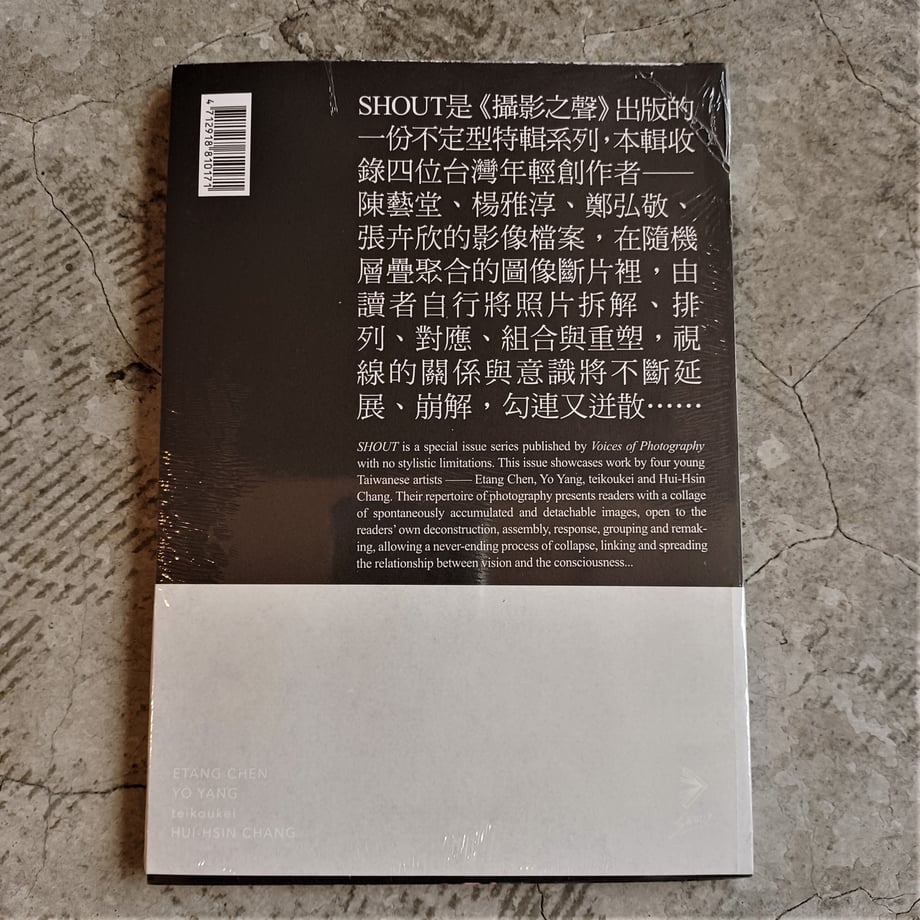 4712918810171
SHOUT是《攝影之聲》出版的
一份不定型特輯系列，本輯收
錄四位台灣年輕創作者——
陳藝堂、楊雅淳、鄭弘敬、
張卉欣的影像檔案，在隨機
層疊聚合的圖像斷片裡，由
讀者自行將照片拆解、排
列、對應、組合與重塑，視
線的關係與意識將不斷延
展、崩解，勾連又迸散……
SHOUT is a special issue series published by Voices of Photography
with no stylistic limitations. This issue showcases work by four young
Taiwanese artists —— Etang Chen, Yo Yang, teikoukei and Hui-Hsin
Chang. Their repertoire of photography presents readers with a collage
of spontaneously accumulated and detachable images, open to the
readers' own deconstruction, assembly, response, grouping and remak-
ing, allowing a never-ending process of collapse, linking and spreading
the relationship between vision and the consciousness...
ETANG CHEN
YO YANG
teikoukei
HUI-HSIN CHANG